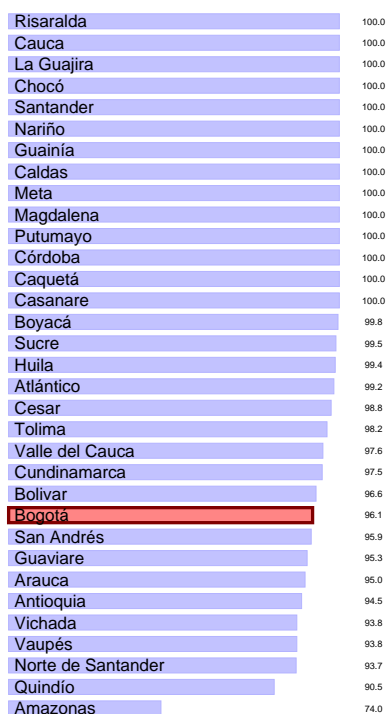 Risaralda 100.0
Cauca 100.0
La Guajira 100.0
Chocó 100.0
Santander 100.0
Nariño 100.0
Guainía 100.0
Caldas 100.0
Meta 100.0
Magdalena 100.0
Putumayo 100.0
Córdoba 100.0
Caquetá 100.0
Casanare 100.0
Boyacá 99.8
Sucre 99.5
Huila 99.4
Atlántico 99.2
Cesar 98.8
Tolima 98.2
Valle del Cauca 97.6
Cundinamarca 97.5
Bolivar 96.6
Bogotá 96.1
San Andrés 95.9
Guaviare 95.3
Arauca 95.0
Antioquia 94.5
Vichada 93.8
Vaupés 93.8
Norte de Santander 93.7
Quindío 90.5
Amazonas 74.0